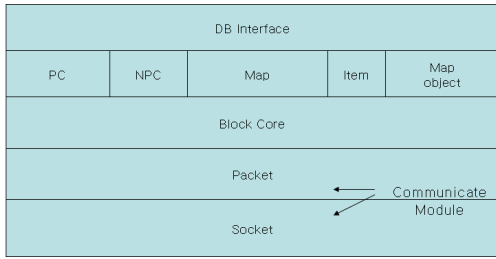 DB Interface
PC
NPC
Map
Item
Map
object
Block Core
Packet
Communicate
Module
Socket